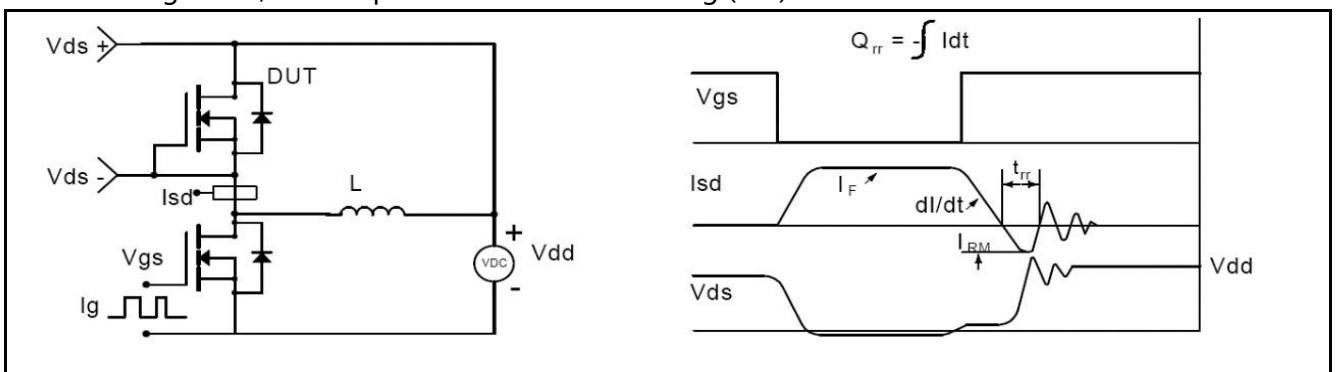 Vds +
DUT
Vds -
Isd
L
Vgs
Ig
+
VDC
Vdd
-
Q_rr = -∫ Idt
Vgs
Isd
I_F
dI/dt
t_rr
I_RM
Vds
Vdd